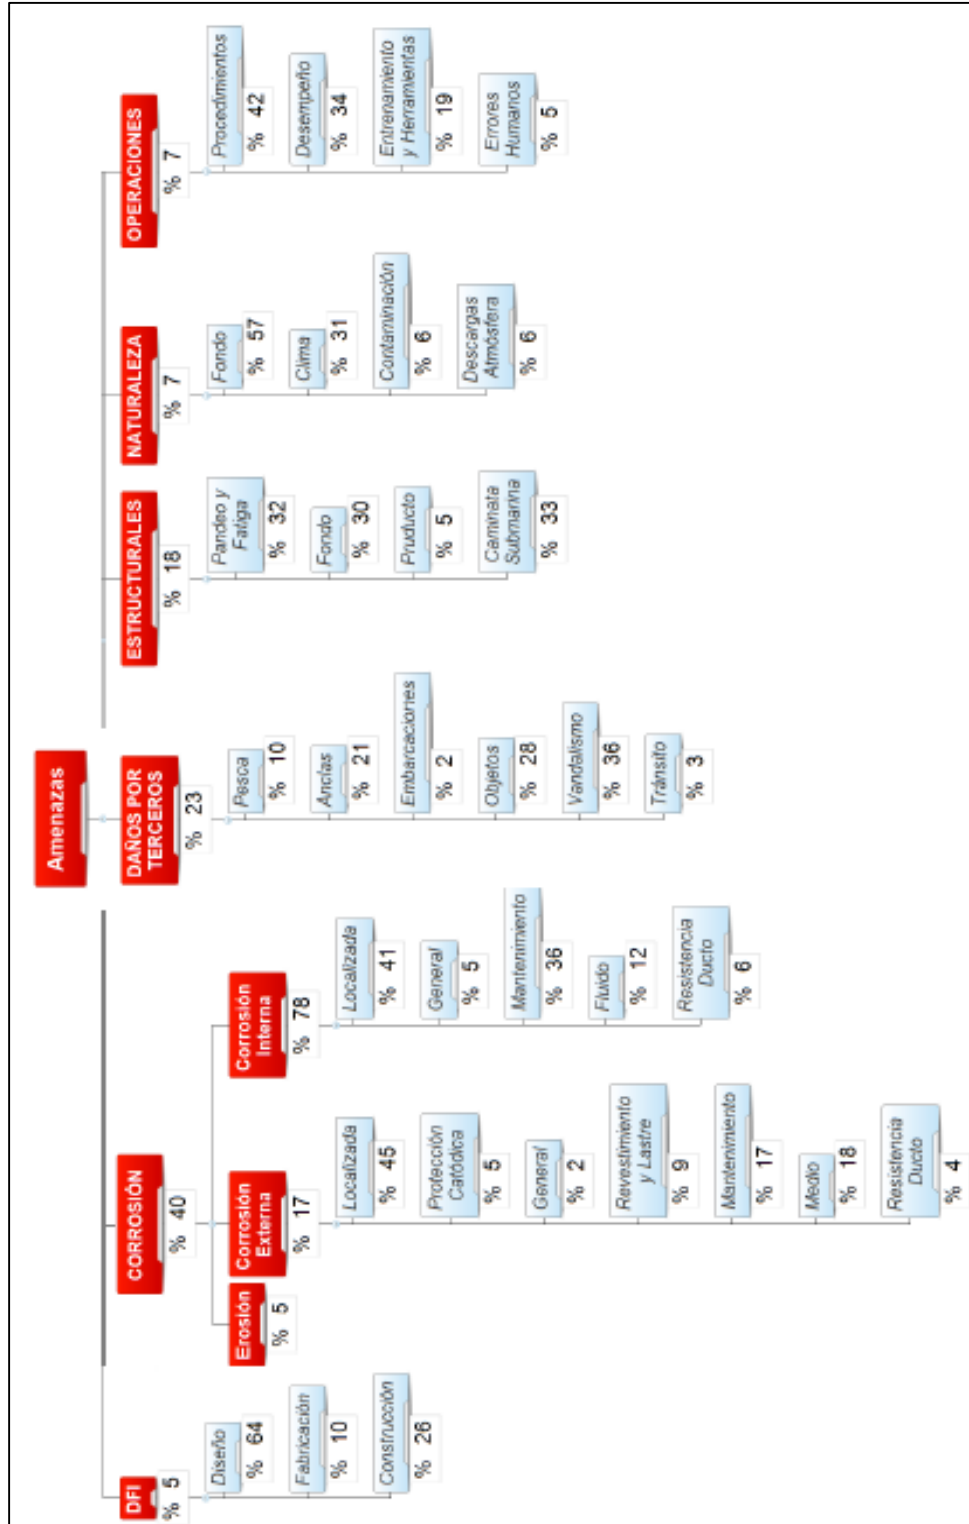 Amenazas
DFI
% 5
Diseño
% 64
Fabricación
% 10
Construcción
% 26
CORROSIÓN
% 40
Erosión
% 5
Corrosión
Externa
% 17
Localizada
% 45
Protección
Catódica
% 5
General
% 2
Revestimiento
y Lastre
% 9
Mantenimiento
% 17
Medo
% 18
Resistencia
Ducto
% 4
Corrosión
Interna
% 78
Localizada
% 41
General
% 5
Mantenimiento
% 36
Fluido
% 12
Resistencia
Ducto
% 6
DAÑOS POR
TERCEROS
% 23
Pesca
% 10
Anclas
% 21
Embarcaciones
% 2
Objetos
% 28
Vandalismo
% 36
Tránsito
% 3
ESTRUCTURALES
% 18
Pandeo y
Fatiga
% 32
Fondo
% 30
Pruducto
% 5
Caminata
Submarina
% 33
NATURALEZA
% 7
Fondo
% 57
Clima
% 31
Contaminación
% 6
Descargas
Atmósfera
% 6
OPERACIONES
% 7
Procedimientos
% 42
Desempeño
% 34
Entrenamiento
y Herramientas
% 19
Errores
Humanos
% 5